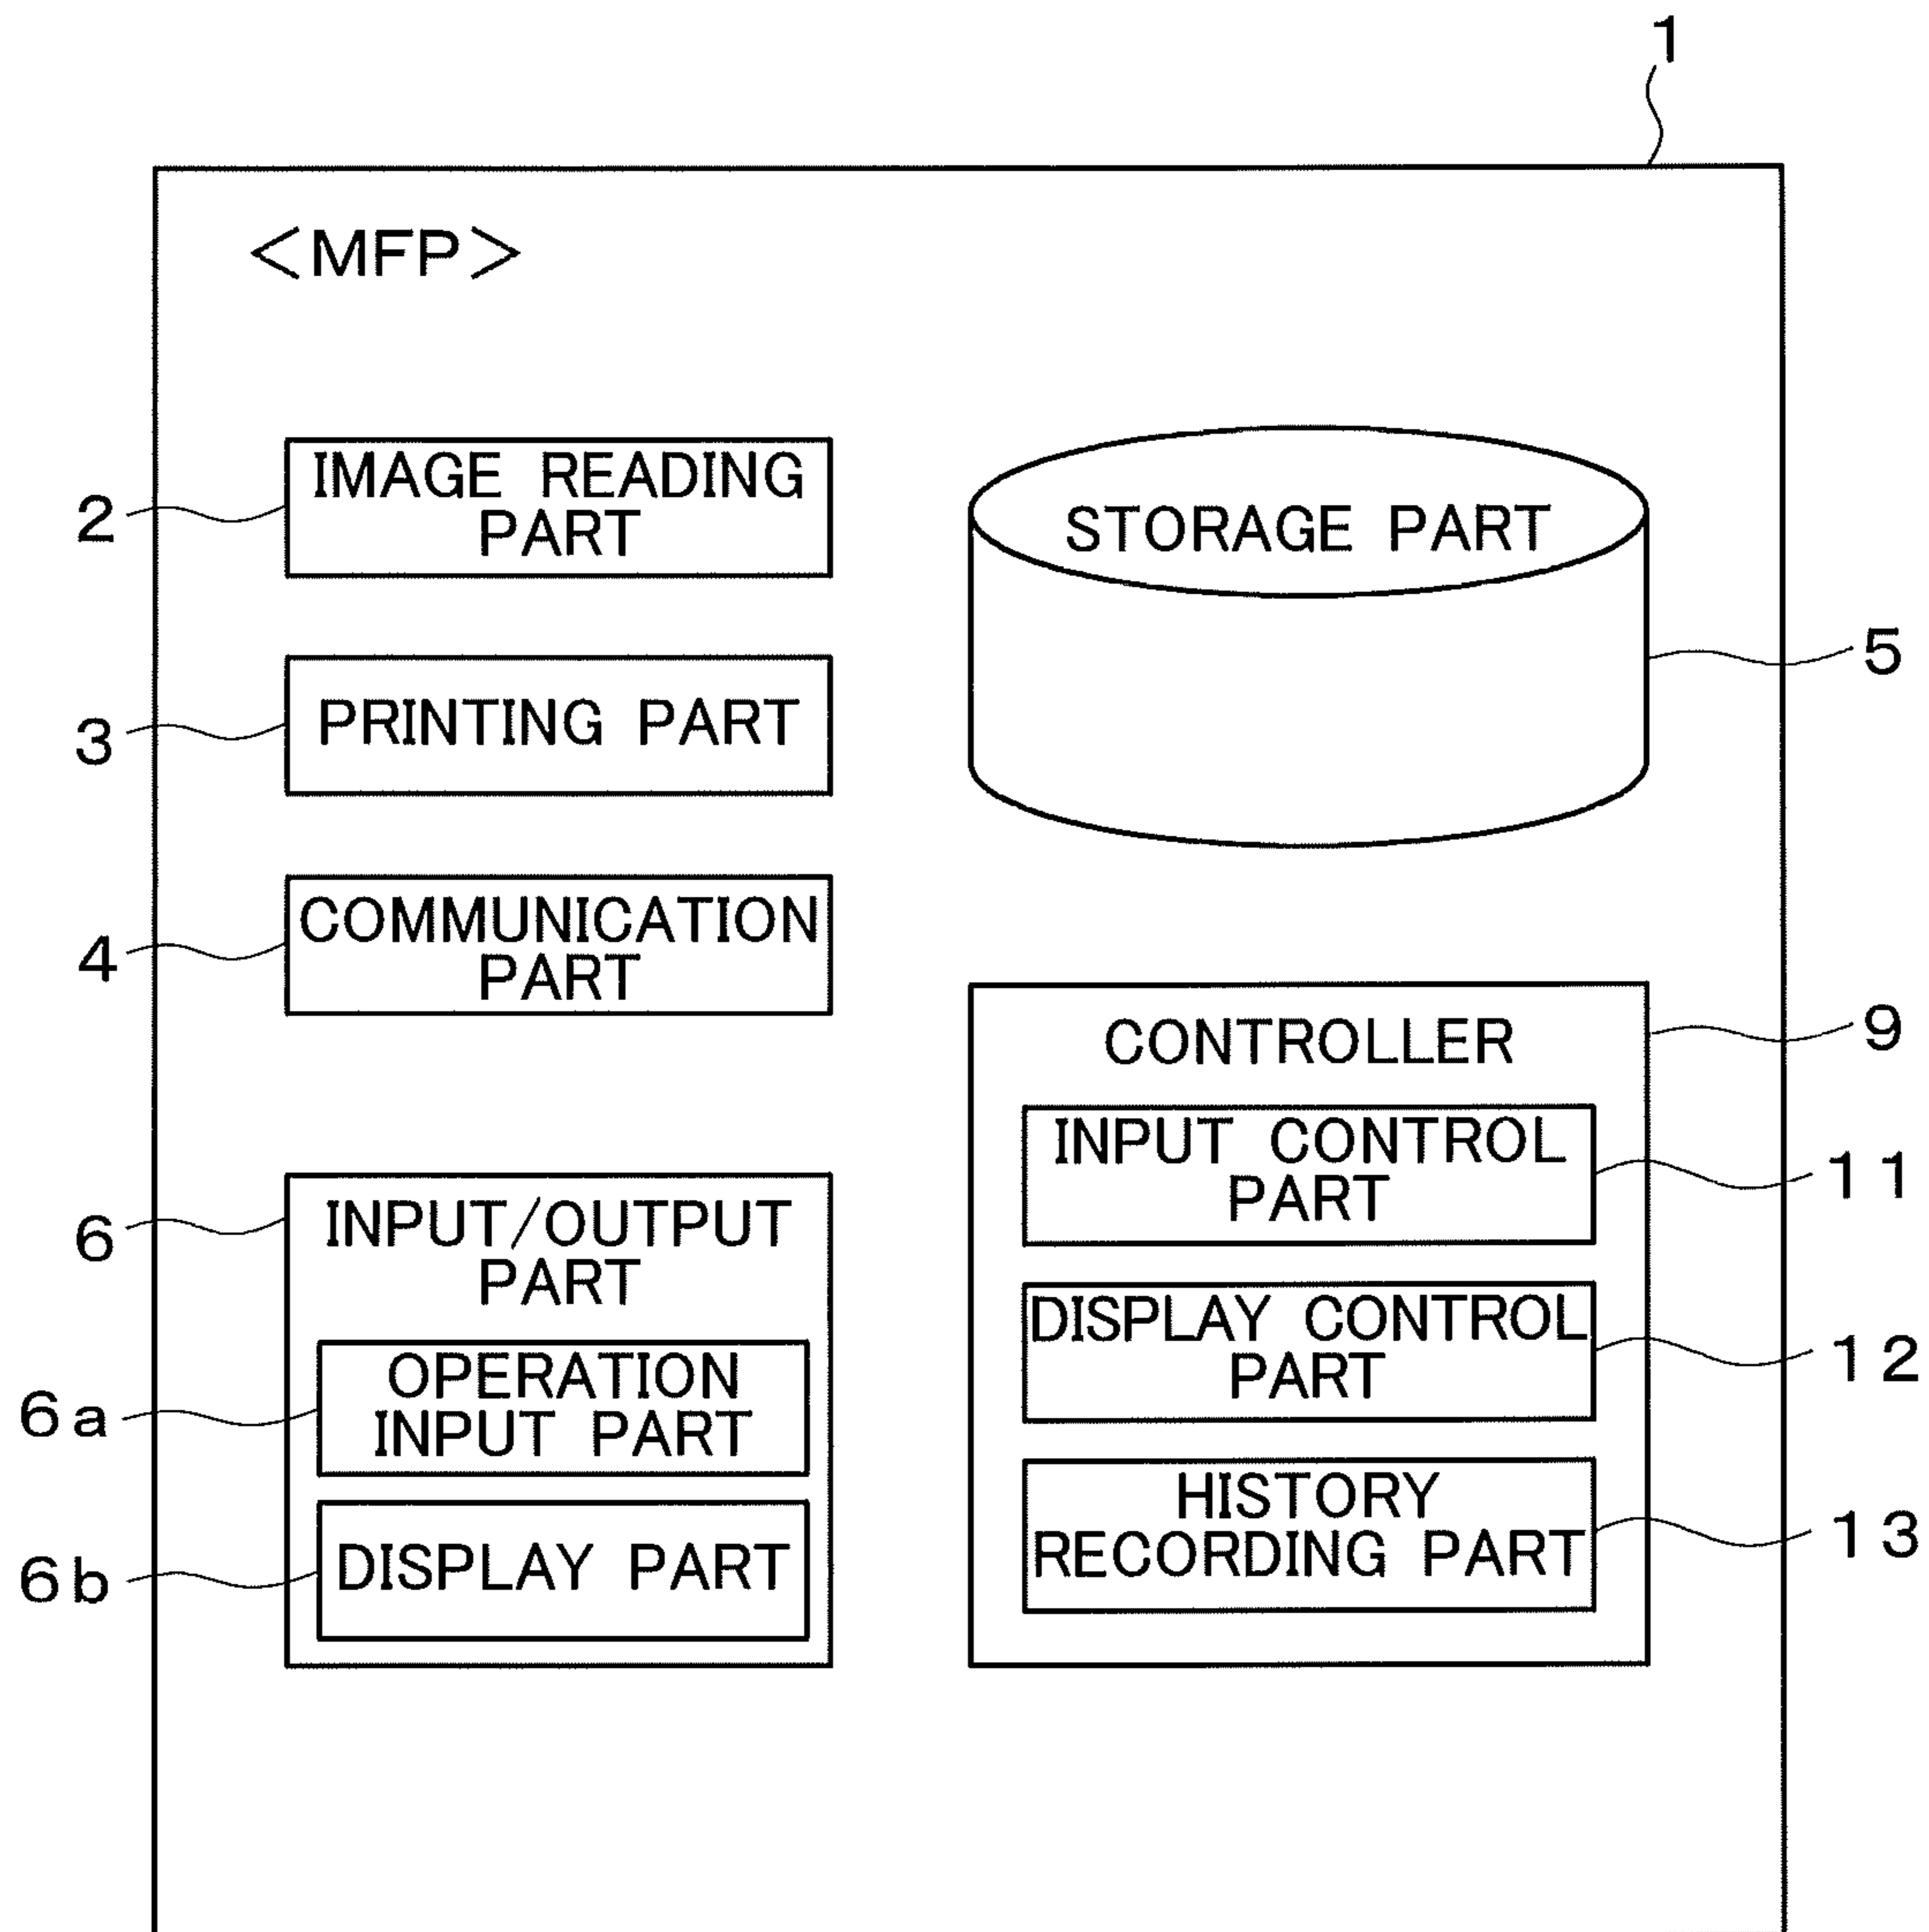 1
<MFP>
2
IMAGE READING
PART
STORAGE PART
5
3
PRINTING PART
4
COMMUNICATION
PART
CONTROLLER
9
INPUT CONTROL
PART
11
6
INPUT/OUTPUT
PART
DISPLAY CONTROL
PART
12
6a
OPERATION
INPUT PART
HISTORY
RECORDING PART
13
6b
DISPLAY PART